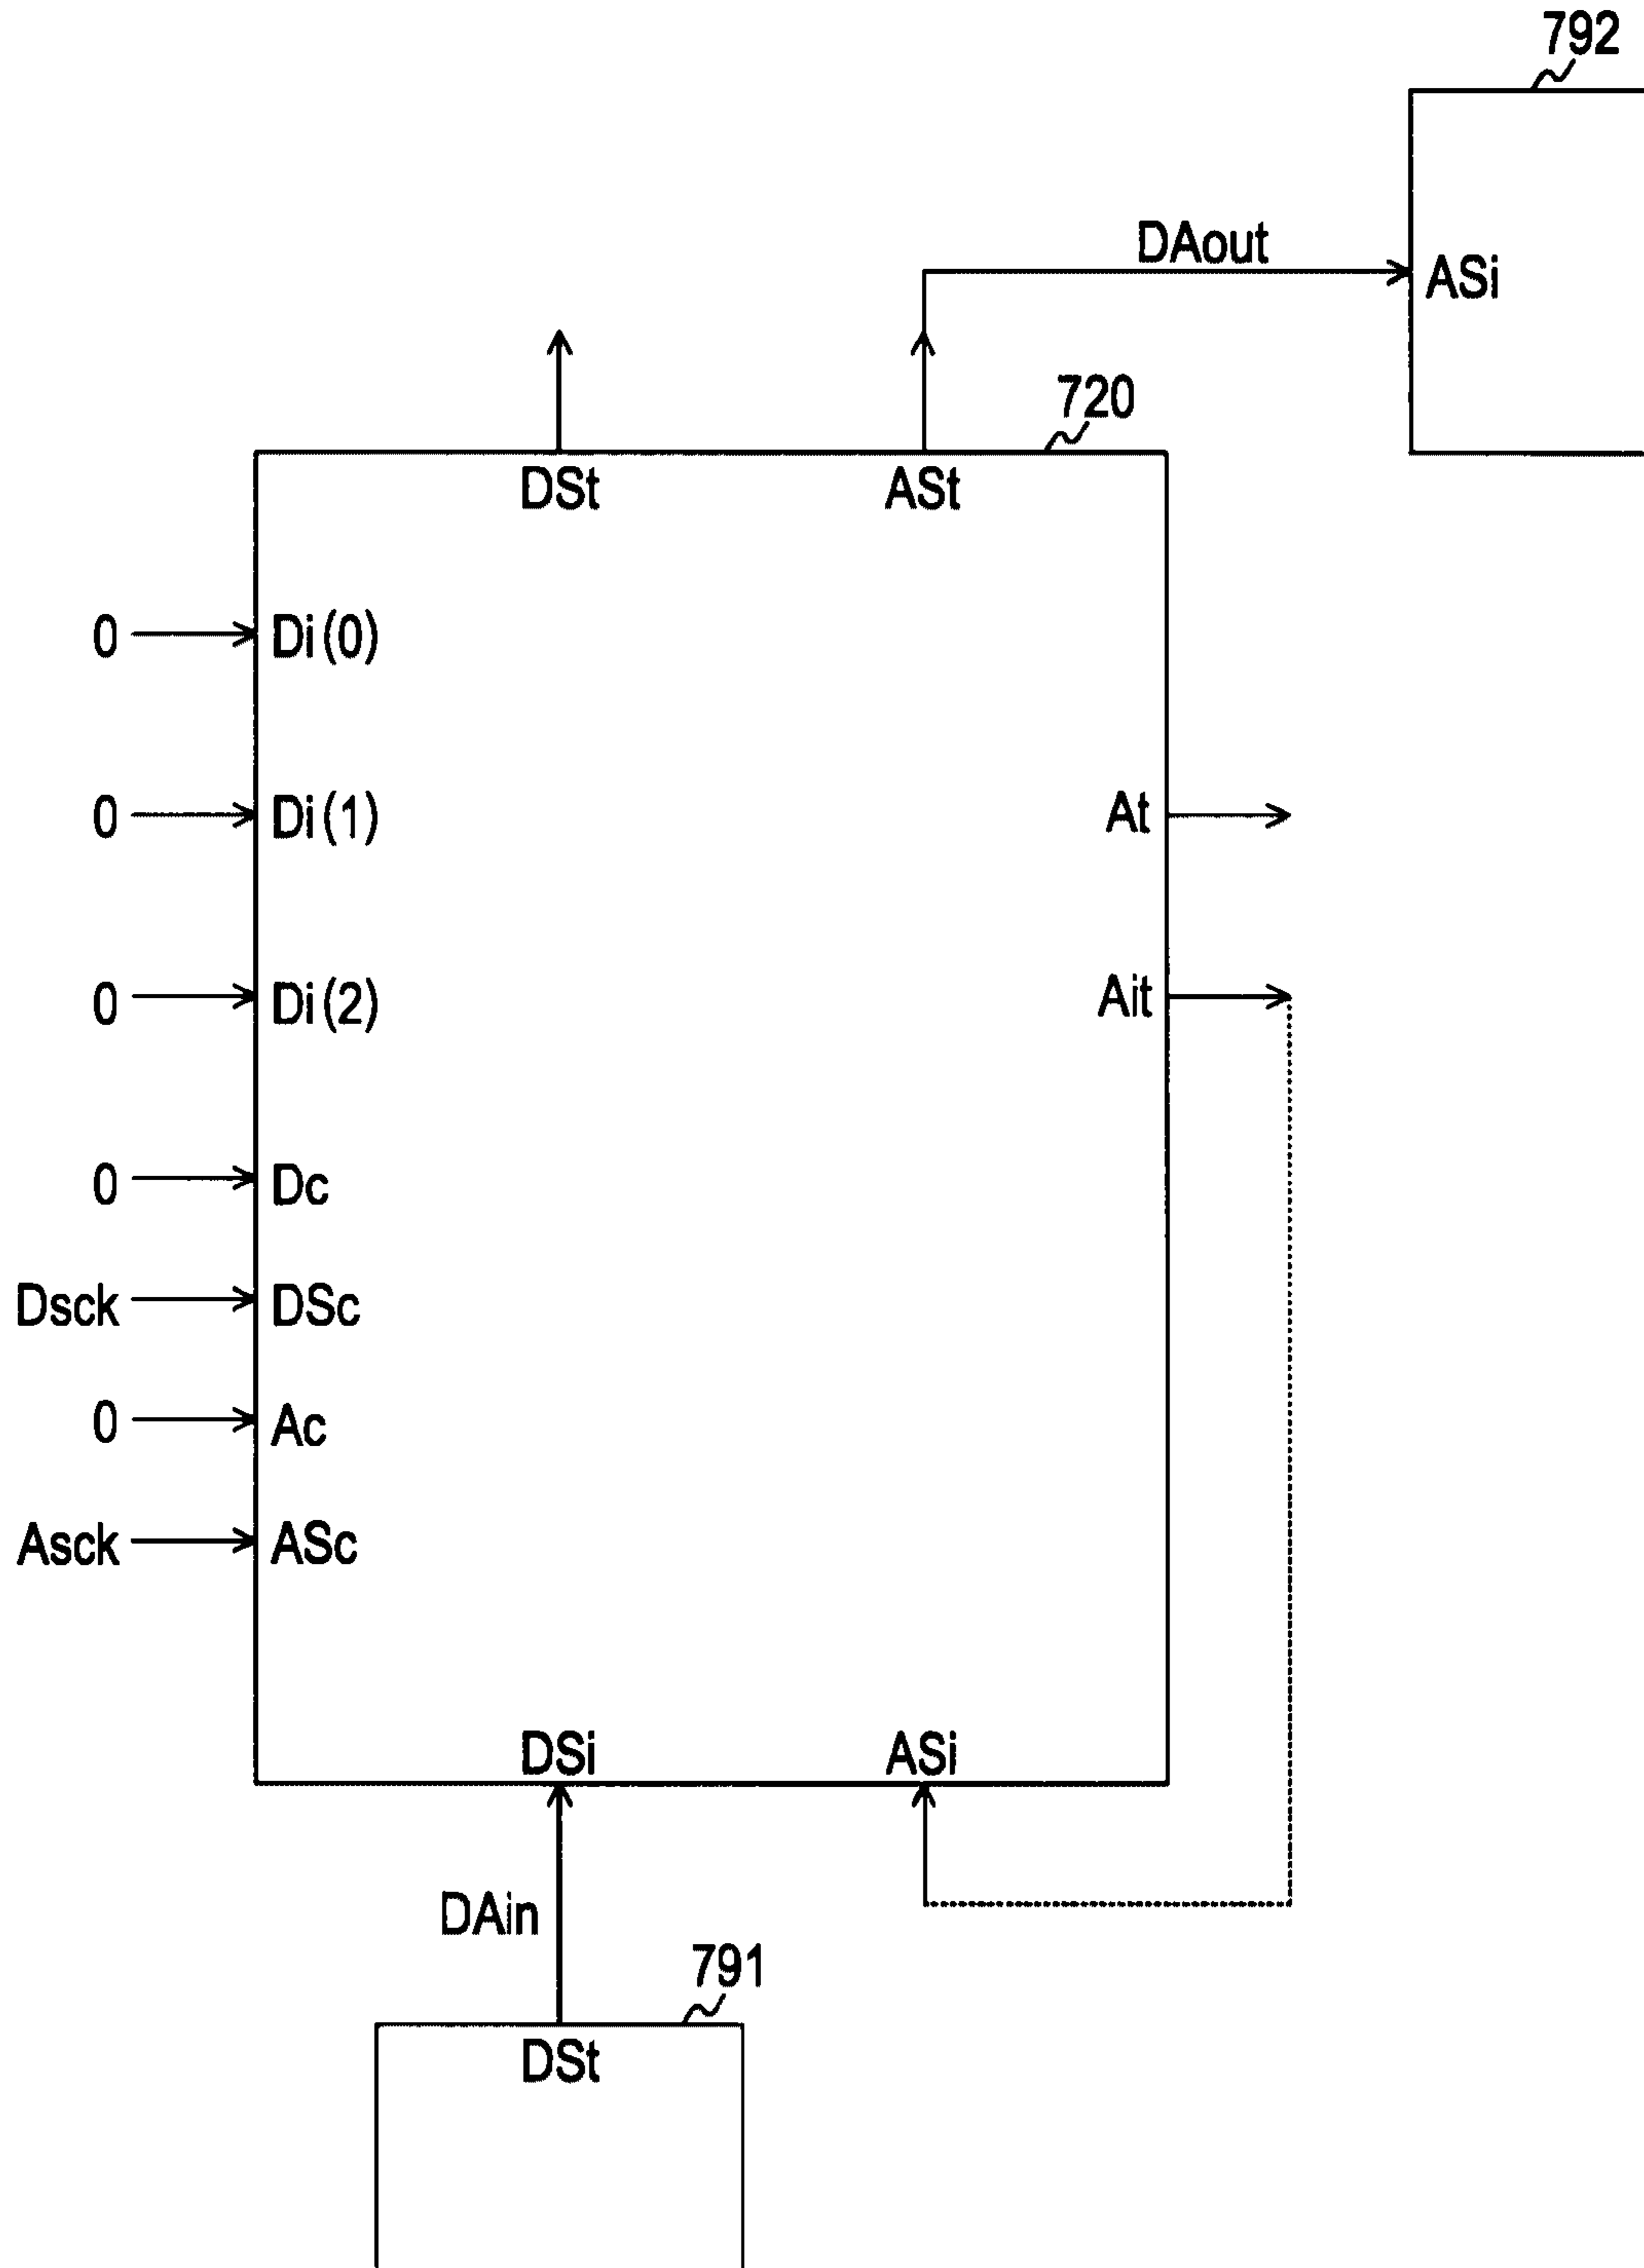 792
DAout
ASi
720
DSt
ASt
0
Di(0)
0
Di(1)
At
0
Di(2)
Ait
0
Dc
Dsck
DSc
0
Ac
Asck
ASc
DSi
ASi
DAin
791
DSt